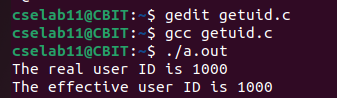 cselab11@CBIT:~$ gedit getuid.c
cselab11@CBIT:~$ gcc getuid.c
cselab11@CBIT:~$ ./a.out
The real user ID is 1000
The effective user ID is 1000